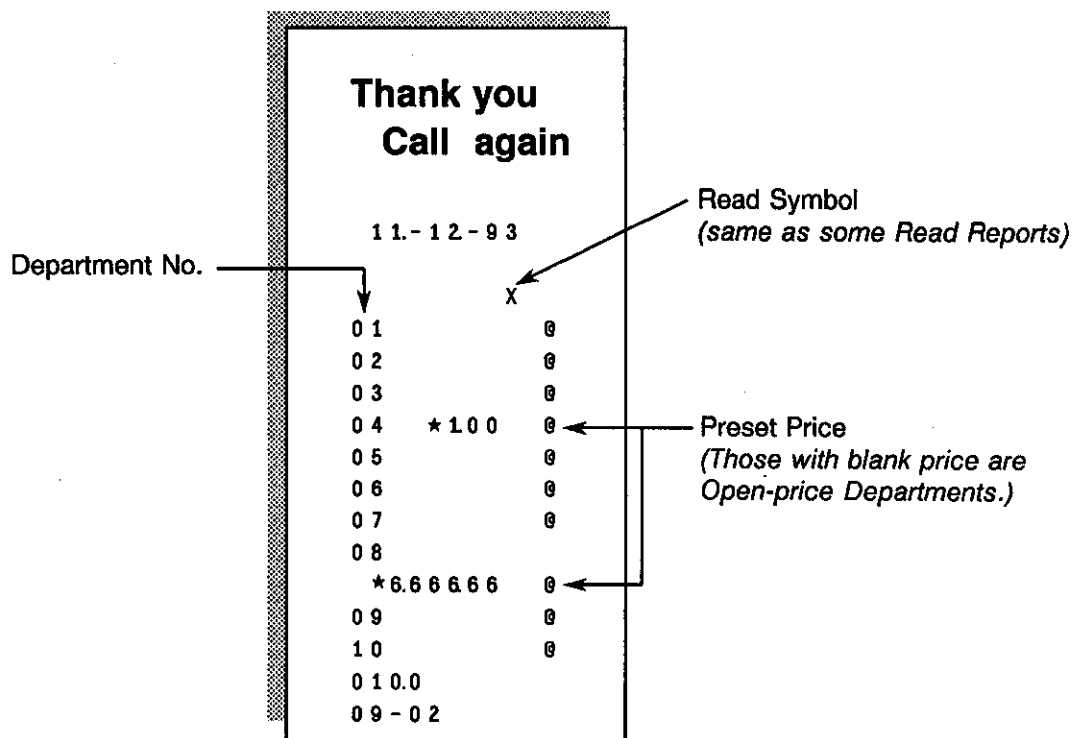 Thank you
Call again
11.-12-93
X
01 @
02 @
03 @
04 ★1.00 @
05 @
06 @
07 @
08
★6.666.66 @
09 @
10 @
010.0
09-02
Department No.
Read Symbol
(same as some Read Reports)
Preset Price
(Those with blank price are
Open-price Departments.)